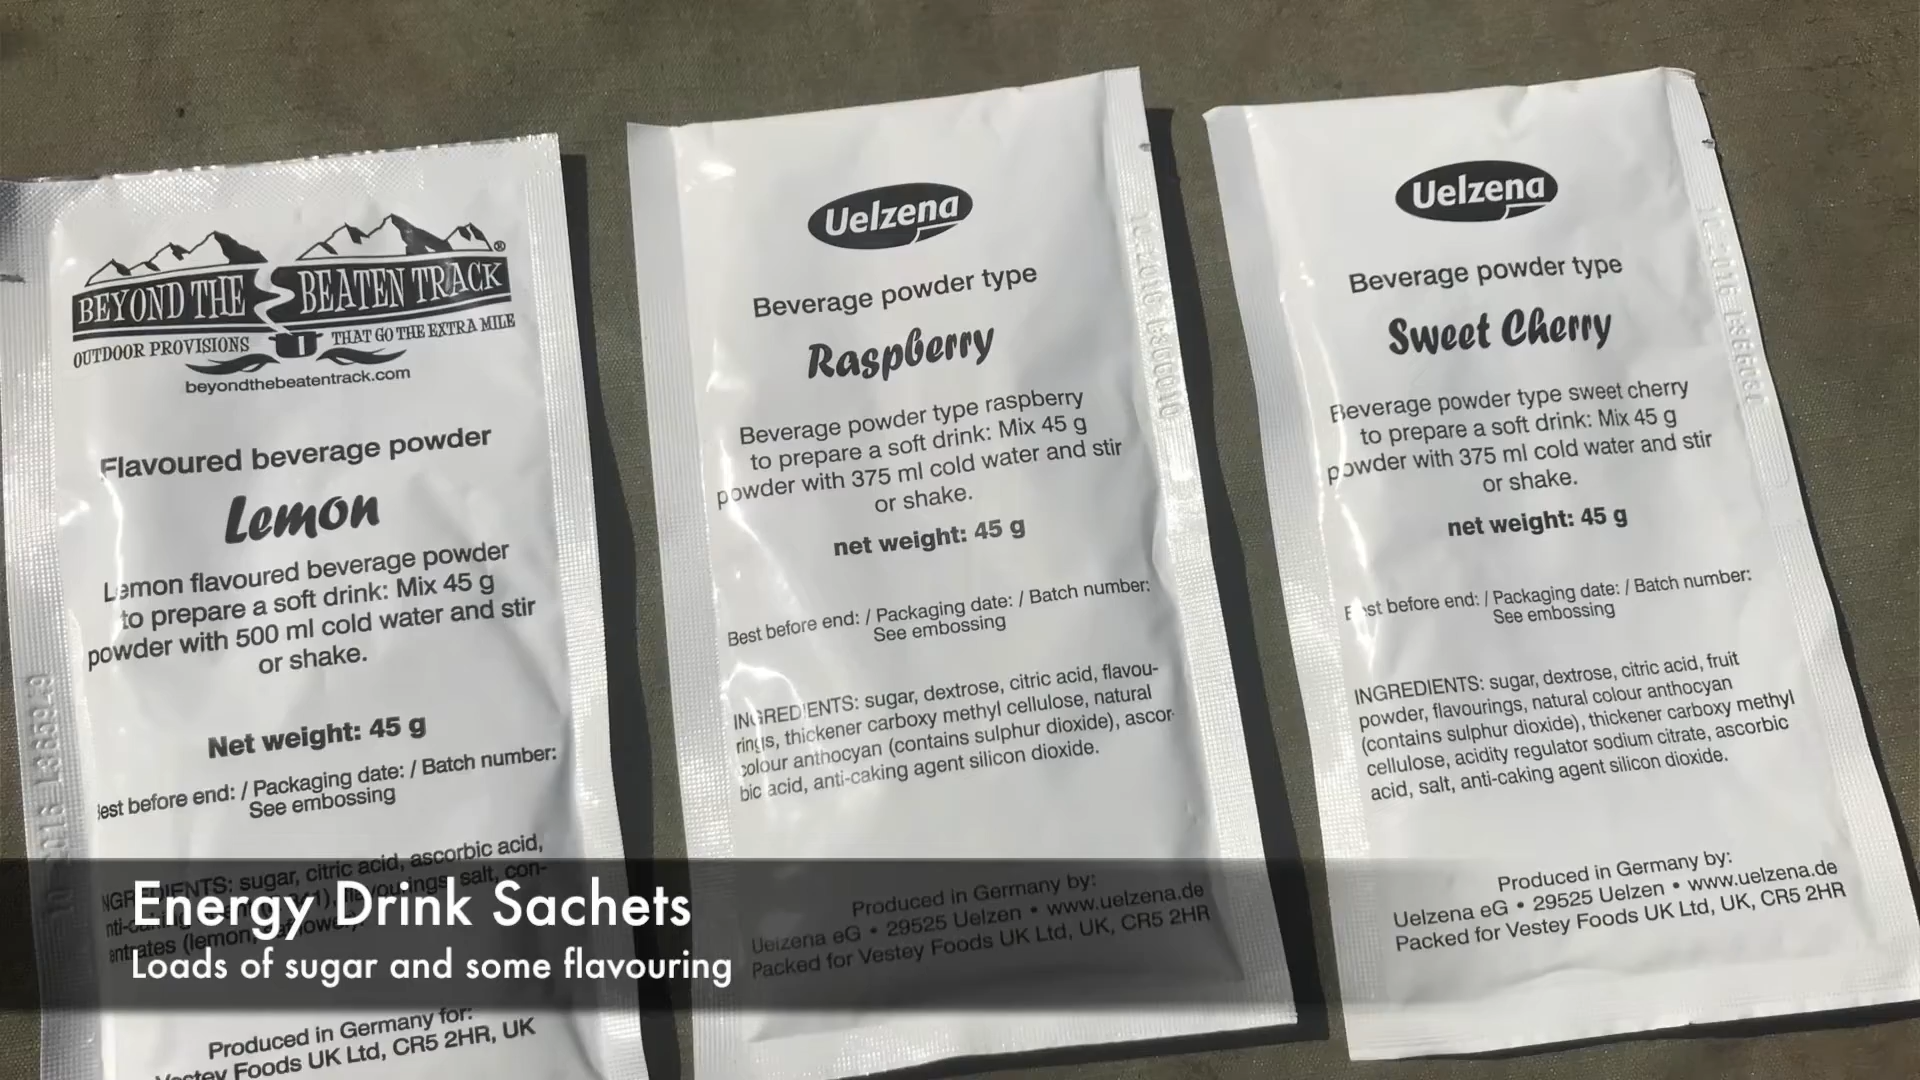 BEYOND THE BEATEN TRACK ®
OUTDOOR PROVISIONS THAT GO THE EXTRA MILE
beyondthebeatentrack.com
Flavoured beverage powder
Lemon
Lemon flavoured beverage powder
to prepare a soft drink: Mix 45 g
powder with 500 ml cold water and stir
or shake.
Net weight: 45 g
est before end: / Packaging date: / Batch number:
See embossing
INGREDIENTS: sugar, citric acid, ascorbic acid,
salt, con-
(lemon,
Produced in Germany for:
Vestey Foods UK Ltd, CR5 2HR, UK
Uelzena
Beverage powder type
Raspberry
Beverage powder type raspberry
to prepare a soft drink: Mix 45 g
powder with 375 ml cold water and stir
or shake.
net weight: 45 g
Best before end: / Packaging date: / Batch number:
See embossing
INGREDIENTS: sugar, dextrose, citric acid, flavou-
rings, thickener carboxy methyl cellulose, natural
colour anthocyan (contains sulphur dioxide), ascor-
bic acid, anti-caking agent silicon dioxide.
Produced in Germany by:
Uelzena eG • 29525 Uelzen • www.uelzena.de
Packed for Vestey Foods UK Ltd, UK, CR5 2HR
Uelzena
Beverage powder type
Sweet Cherry
Beverage powder type sweet cherry
to prepare a soft drink: Mix 45 g
powder with 375 ml cold water and stir
or shake.
net weight: 45 g
Best before end: / Packaging date: / Batch number:
See embossing
INGREDIENTS: sugar, dextrose, citric acid, fruit
powder, flavourings, natural colour anthocyan
(contains sulphur dioxide), thickener carboxy methyl
cellulose, acidity regulator sodium citrate, ascorbic
acid, salt, anti-caking agent silicon dioxide.
Produced in Germany by:
Uelzena eG • 29525 Uelzen • www.uelzena.de
Packed for Vestey Foods UK Ltd, UK, CR5 2HR
Energy Drink Sachets
Loads of sugar and some flavouring